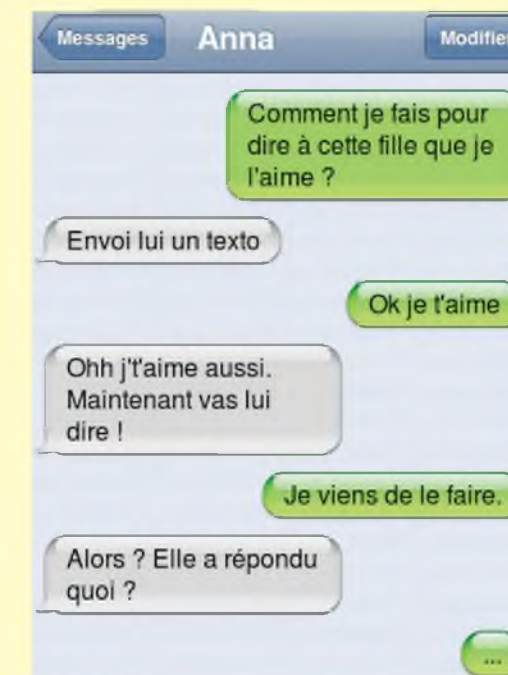 Messages
Anna
Modifier
Comment je fais pour
dire à cette fille que je
l'aime ?
Envoi lui un texto
Ok je t'aime
Ohh j't'aime aussi.
Maintenant vas lui
dire !
Je viens de le faire.
Alors ? Elle a répondu
quoi ?
...